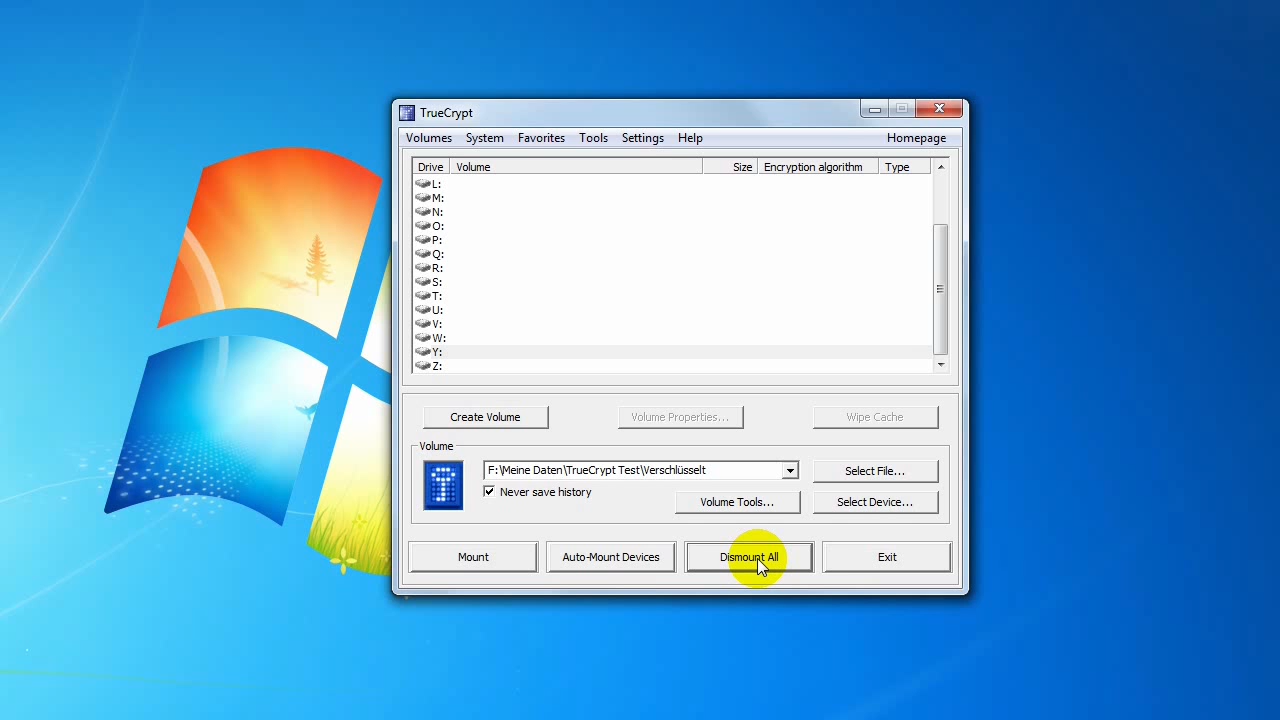 TrueCrypt
Volumes System Favorites Tools Settings Help Homepage
Drive Volume Size Encryption algorithm Type
L:
M:
N:
O:
P:
Q:
R:
S:
T:
U:
V:
W:
Y:
Z:
Create Volume Volume Properties... Wipe Cache
Volume
F:\Meine Daten\TrueCrypt Test\Verschlüsselt Select File...
Never save history
Volume Tools... Select Device...
Mount Auto-Mount Devices Dismount All Exit